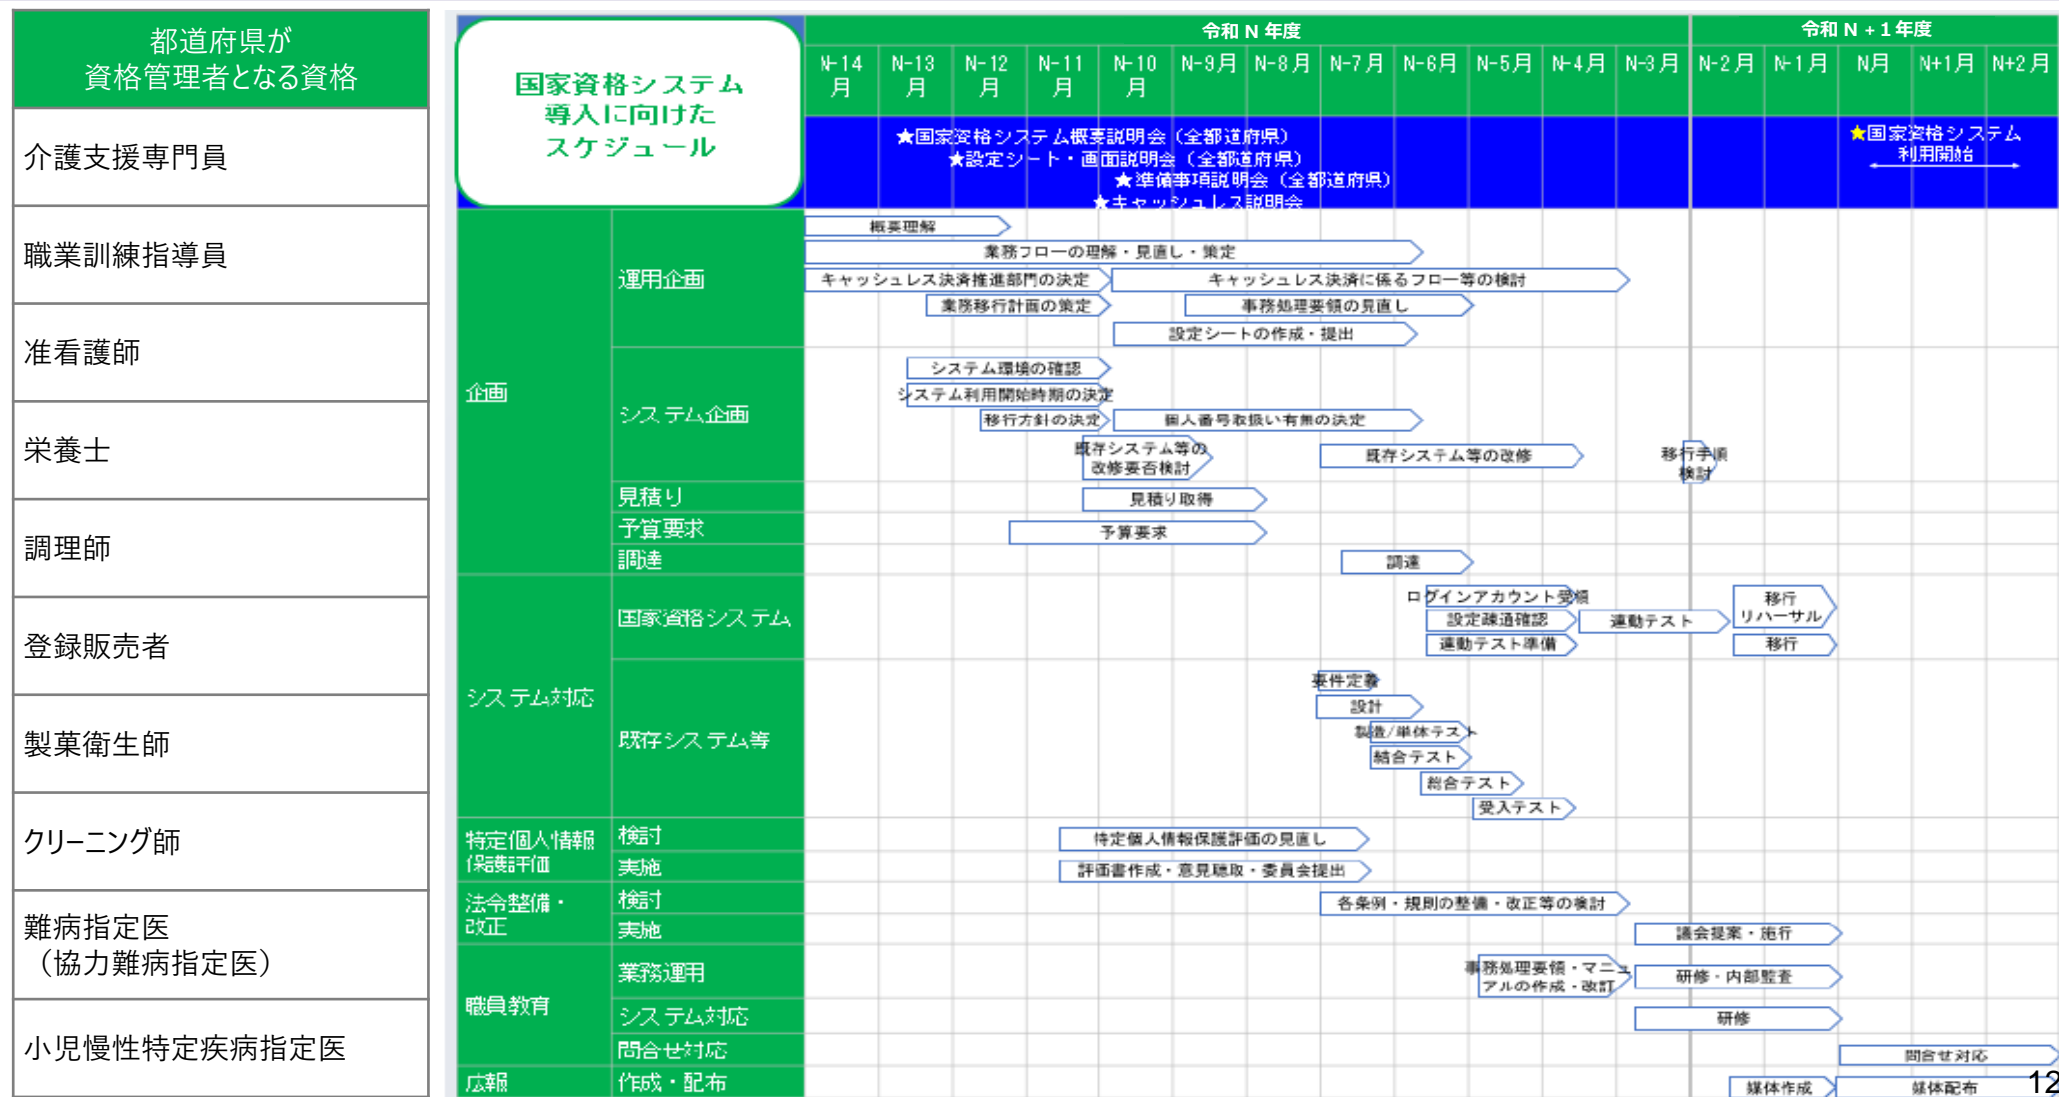 都道府県が
資格管理者となる資格
介護支援専門員
職業訓練指導員
准看護師
栄養士
調理師
登録販売者
製菓衛生師
クリーニング師
難病指定医
（協力難病指定医）
小児慢性特定疾病指定医
国家資格システム
導入に向けた
スケジュール
令和 N 年度
令和 N + 1 年度
N-14月
N-13月
N-12月
N-11月
N-10月
N-9月
N-8月
N-7月
N-6月
N-5月
N-4月
N-3月
N-2月
N-1月
N月
N+1月
N+2月
★国家資格システム概要説明会（全都道府県）
★設定シート・画面説明会（全都道府県）
★準備事項説明会（全都道府県）
★キャッシュレス説明会
★国家資格システム
利用開始
企画
運用企画
概要理解
業務フローの理解・見直し・策定
キャッシュレス決済推進部門の決定
キャッシュレス決済に係るフロー等の検討
業務移行計画の策定
事務処理要領の見直し
設定シートの作成・提出
システム企画
システム環境の確認
システム利用開始時期の決定
移行方針の決定
個人番号取扱い有無の決定
既存システム等の
改修要否検討
既存システム等の改修
移行手順
検討
見積り
見積り取得
予算要求
予算要求
調達
調達
システム対応
国家資格システム
ログインアカウント受領
設定疎通確認
連動テスト
連動テスト準備
移行
リハーサル
移行
既存システム等
要件定義
設計
製造/単体テスト
結合テスト
総合テスト
受入テスト
特定個人情報
保護評価
検討
特定個人情報保護評価の見直し
実施
評価書作成・意見聴取・委員会提出
法令整備・
改正
検討
各条例・規則の整備・改正等の検討
実施
議会提案・施行
職員教育
業務運用
事務処理要領・マニュ
アルの作成・改訂
研修・内部監査
システム対応
研修
問合せ対応
問合せ対応
広報
作成・配布
媒体作成
媒体配布
12